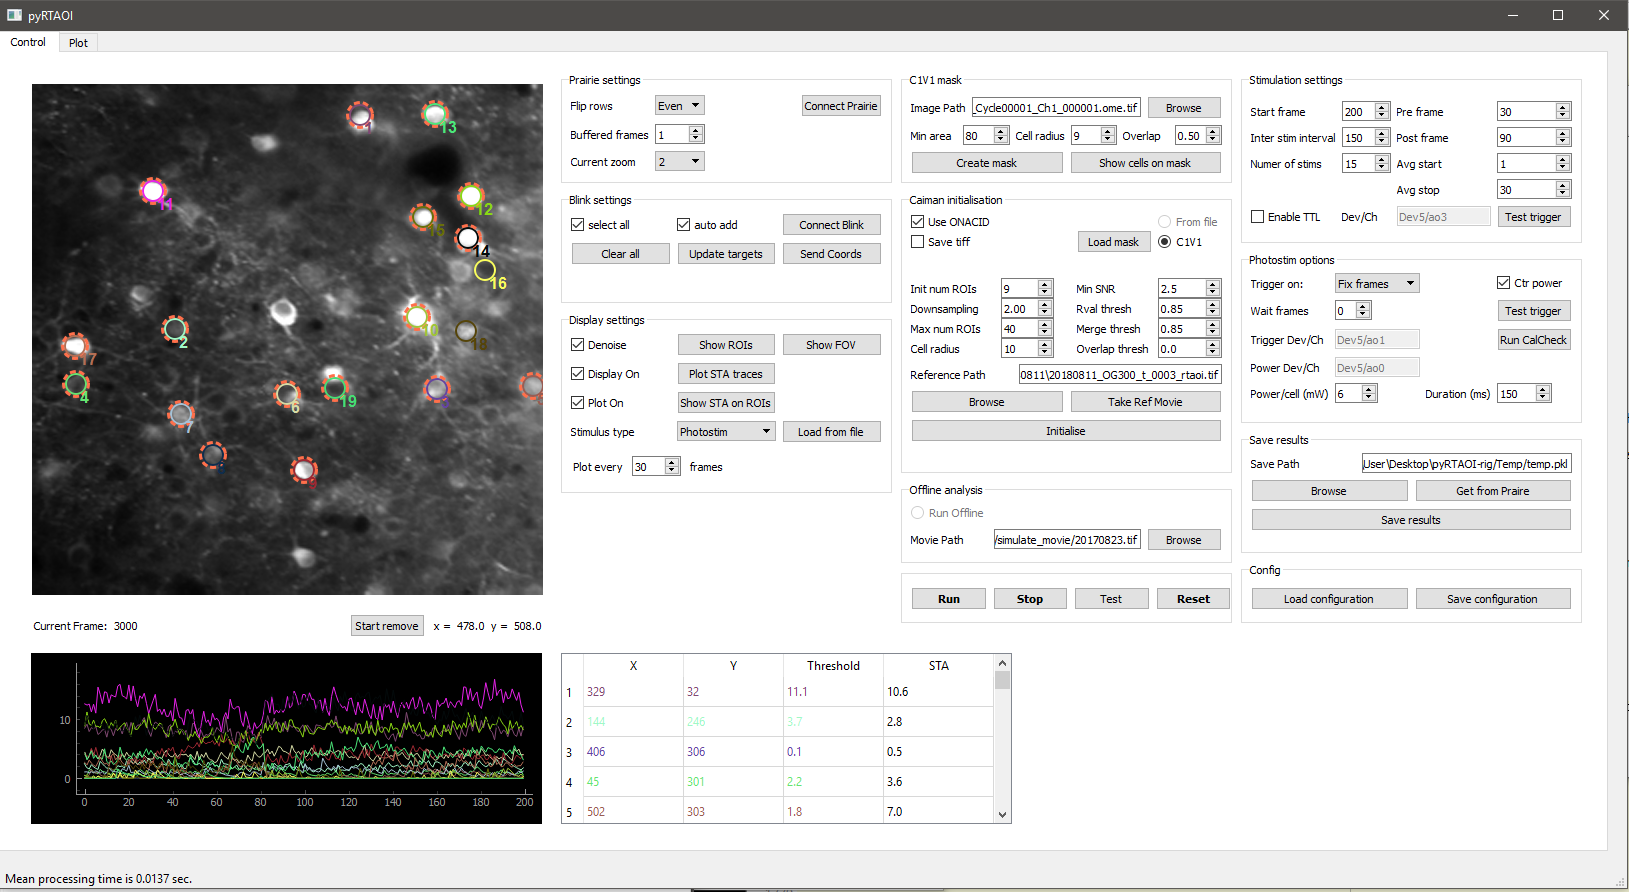 pyRTAOI
Control Plot
1
13
11
12
15
14
16
10
18
2
17
4
6
19
7
9
Current Frame: 3000
Start remove
x = 478.0 y = 508.0
10
0
0 20 40 60 80 100 120 140 160 180 200
Prairie settings
Flip rows Even Connect Prairie
Buffered frames 1
Current zoom 2
Blink settings
select all auto add Connect Blink
Clear all Update targets Send Coords
Display settings
Denoise Show ROIs Show FOV
Display On Plot STA traces
Plot On Show STA on ROIs
Stimulus type Photostim Load from file
Plot every 30 frames
C1V1 mask
Image Path _Cycle00001_Ch1_000001.ome.tif Browse
Min area 80 Cell radius 9 Overlap 0.50
Create mask Show cells on mask
Caiman initialisation
Use ONACID From file
Save tiff Load mask C1V1
Init num ROIs 9 Min SNR 2.5
Downsampling 2.00 Rval thresh 0.85
Max num ROIs 40 Merge thresh 0.85
Cell radius 10 Overlap thresh 0.0
Reference Path 0811\20180811_OG300_t_0003_rtaoi.tif
Browse Take Ref Movie
Initialise
Offline analysis
Run Offline
Movie Path /simulate_movie/20170823.tif Browse
Run Stop Test Reset
Stimulation settings
Start frame 200 Pre frame 30
Inter stim interval 150 Post frame 90
Numer of stims 15 Avg start 1
Avg stop 30
Enable TTL Dev/Ch Dev5/ao3 Test trigger
Photostim options
Trigger on: Fix frames Ctr power
Wait frames 0 Test trigger
Trigger Dev/Ch Dev5/ao1 Run CalCheck
Power Dev/Ch Dev5/ao0
Power/cell (mW) 6 Duration (ms) 150
Save results
Save Path User\Desktop\pyRTAOI-rig/Temp/temp.pkl
Browse Get from Praire
Save results
Config
Load configuration Save configuration
X Y Threshold STA
1 329 32 11.1 10.6
2 144 246 3.7 2.8
3 406 306 0.1 0.5
4 45 301 2.2 3.6
5 502 303 1.8 7.0
Mean processing time is 0.0137 sec.